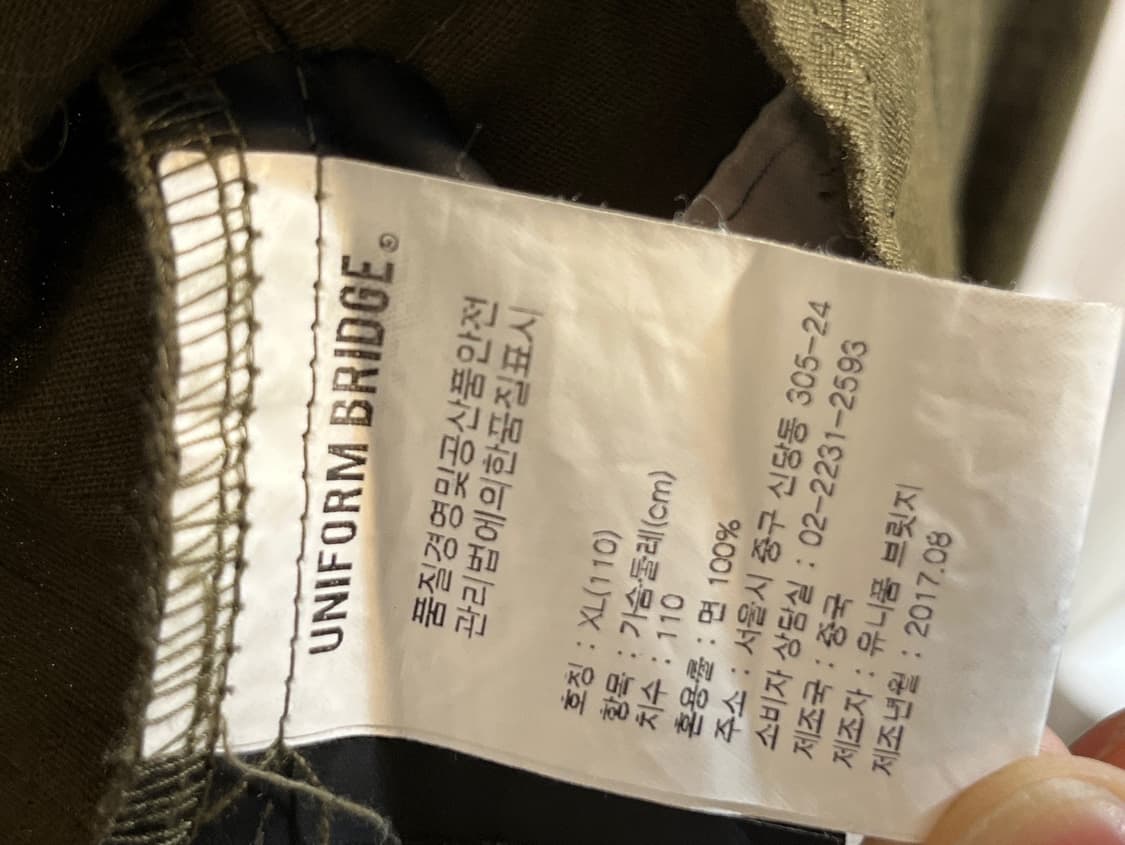 UNIFORM BRIDGE®
품질경영및공산품안전
관리법에의한품질표시
호칭 : XL(110)
항목 : 가슴둘레(cm)
치수 : 110
혼용율 : 면 100%
주소 : 서울시 중구 신당동 305-24
소비자 상담실 : 02-2231-2593
제조국 : 중국
제조자 : 유니폼 브릿지
제조년월 : 2017.08